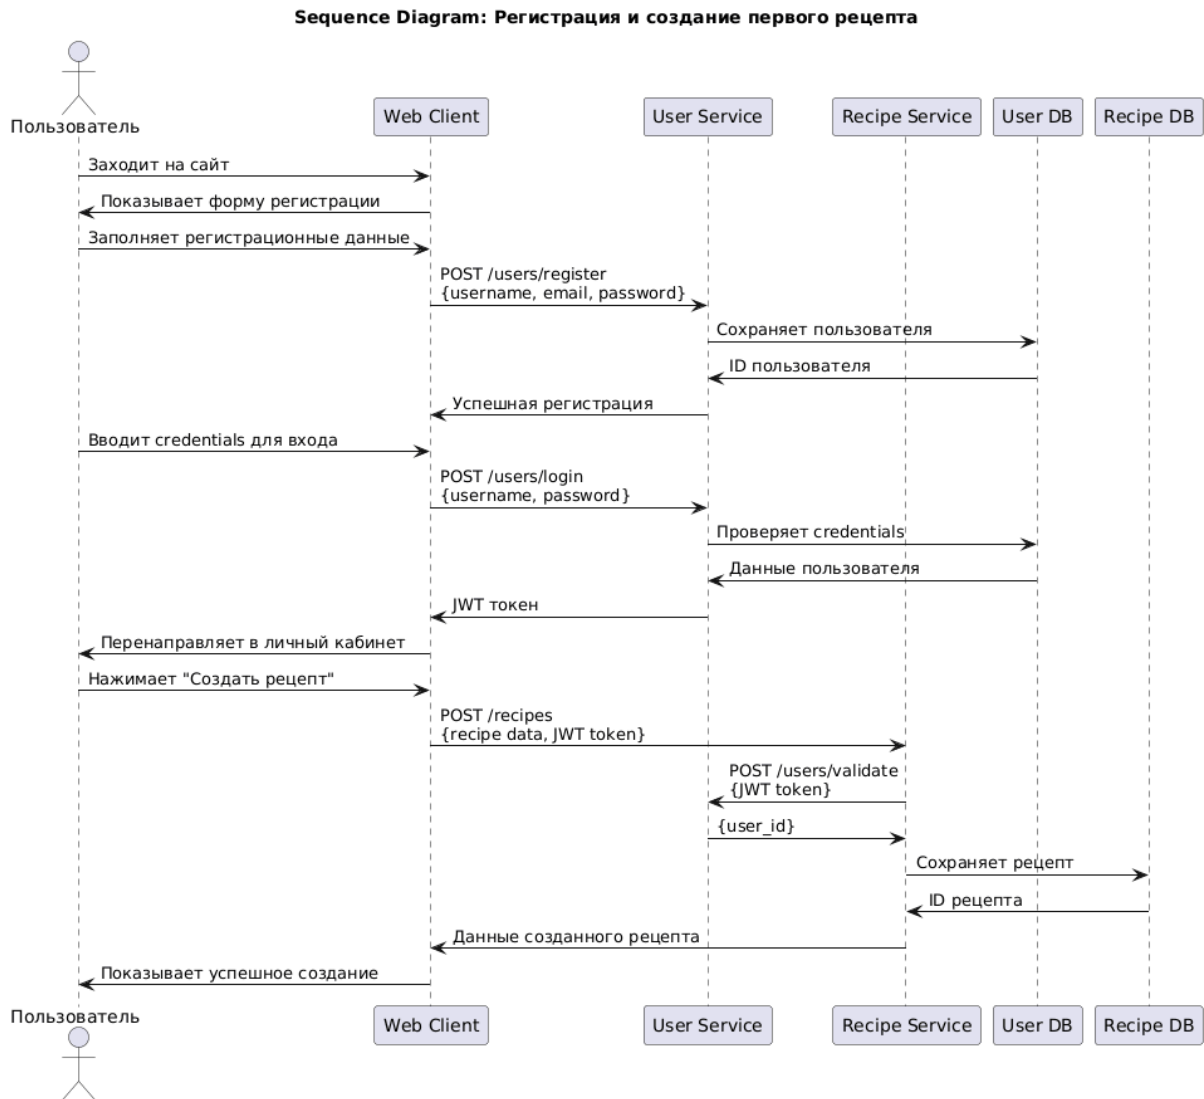 Sequence Diagram: Регистрация и создание первого рецепта
Пользователь
Web Client
User Service
Recipe Service
User DB
Recipe DB
Заходит на сайт
Показывает форму регистрации
Заполняет регистрационные данные
POST /users/register
{username, email, password}
Сохраняет пользователя
ID пользователя
Успешная регистрация
Вводит credentials для входа
POST /users/login
{username, password}
Проверяет credentials
Данные пользователя
JWT токен
Перенаправляет в личный кабинет
Нажимает "Создать рецепт"
POST /recipes
{recipe data, JWT token}
POST /users/validate
{JWT token}
{user_id}
Сохраняет рецепт
ID рецепта
Данные созданного рецепта
Показывает успешное создание
Пользователь
Web Client
User Service
Recipe Service
User DB
Recipe DB